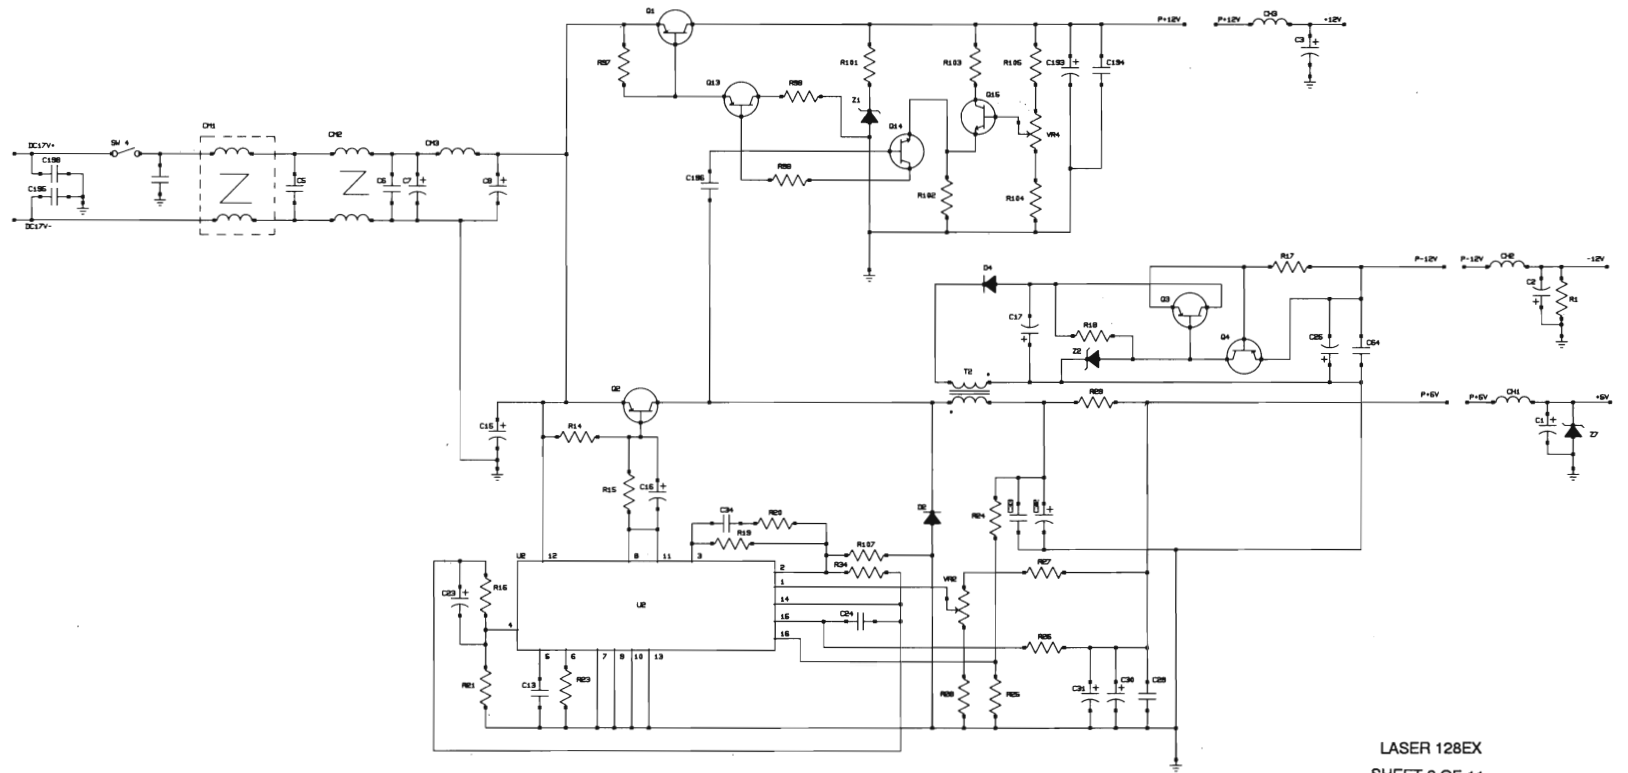 Q1
P+12V
P+12V
CH3
+12V
C3
R97
Q13
R98
R101
Z1
R103
R105
C193
C194
Q15
Q14
VR4
CM1
CM2
CM3
DC17V+
SW 4
C198
C195
C5
C6
C7
C8
DC17V-
R99
C196
R102
R104
D4
R17
P-12V
P-12V
CH2
-12V
C2
R1
Q3
C17
R18
Z2
Q4
C26
C64
T2
Q2
R29
P+5V
P+5V
CH1
+5V
C1
Z7
C15
R14
R15
C16
C34
R20
R19
R107
R34
D2
R24
C33
C32
U2
12
8
11
3
2
1
14
15
16
4
5
6
7
9
10
13
U2
C23
R16
R21
C13
R23
C24
VR2
R27
R26
R28
R25
C31
C30
C29
LASER 128EX